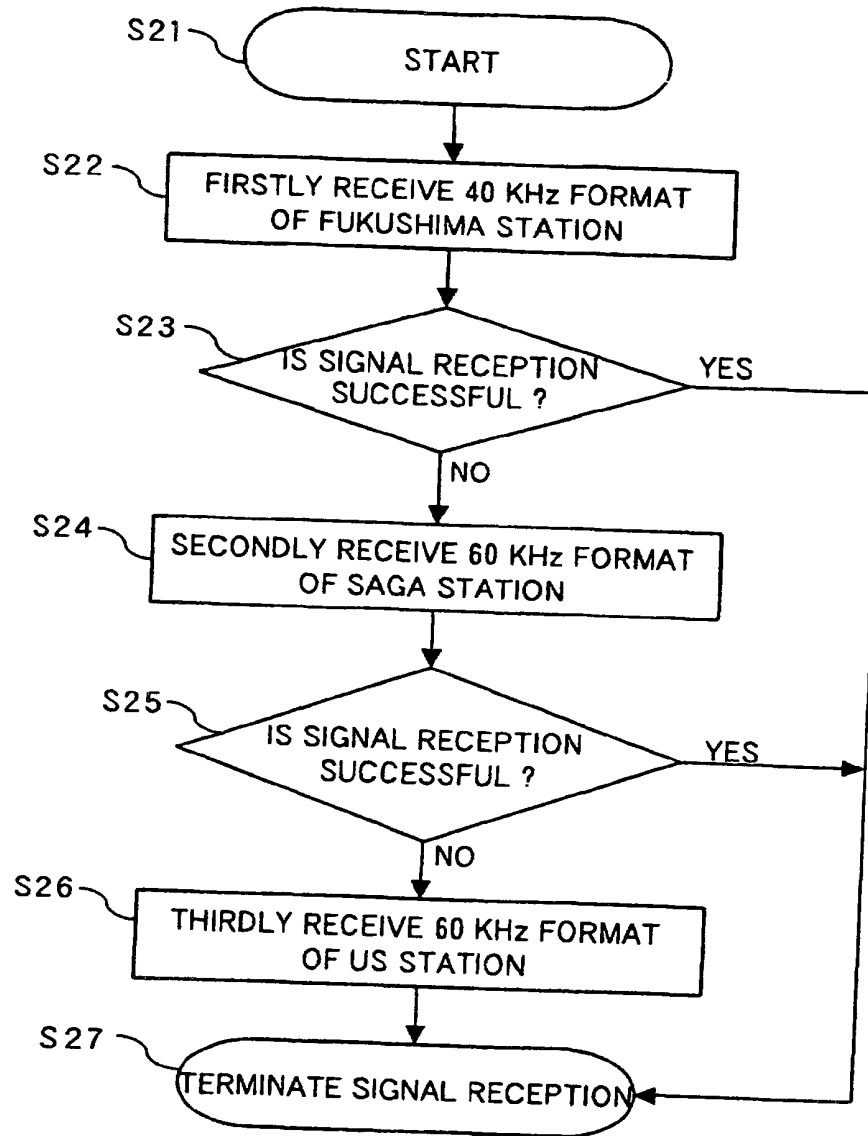 S21
START
S22
FIRSTLY RECEIVE 40 KHz FORMAT
OF FUKUSHIMA STATION
S23
IS SIGNAL RECEPTION
SUCCESSFUL ?
YES
NO
S24
SECONDLY RECEIVE 60 KHz FORMAT
OF SAGA STATION
S25
IS SIGNAL RECEPTION
SUCCESSFUL ?
YES
NO
S26
THIRDLY RECEIVE 60 KHz FORMAT
OF US STATION
S27
TERMINATE SIGNAL RECEPTION